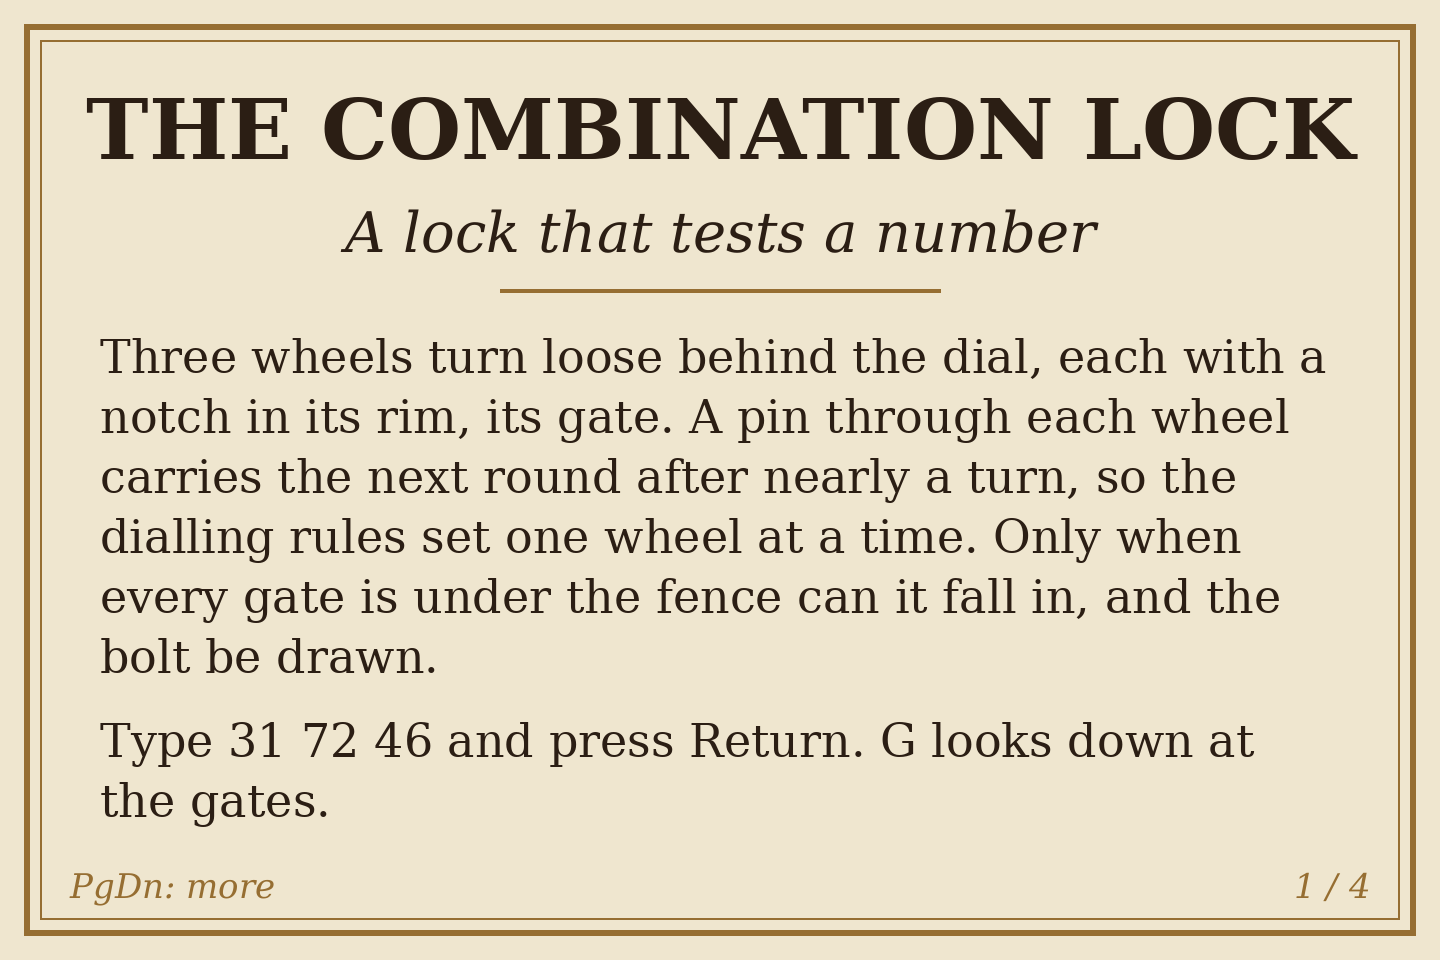 THE COMBINATION LOCK
A lock that tests a number
Three wheels turn loose behind the dial, each with a
notch in its rim, its gate. A pin through each wheel
carries the next round after nearly a turn, so the
dialling rules set one wheel at a time. Only when
every gate is under the fence can it fall in, and the
bolt be drawn.
Type 31 72 46 and press Return. G looks down at
the gates.
PgDn: more
1 / 4